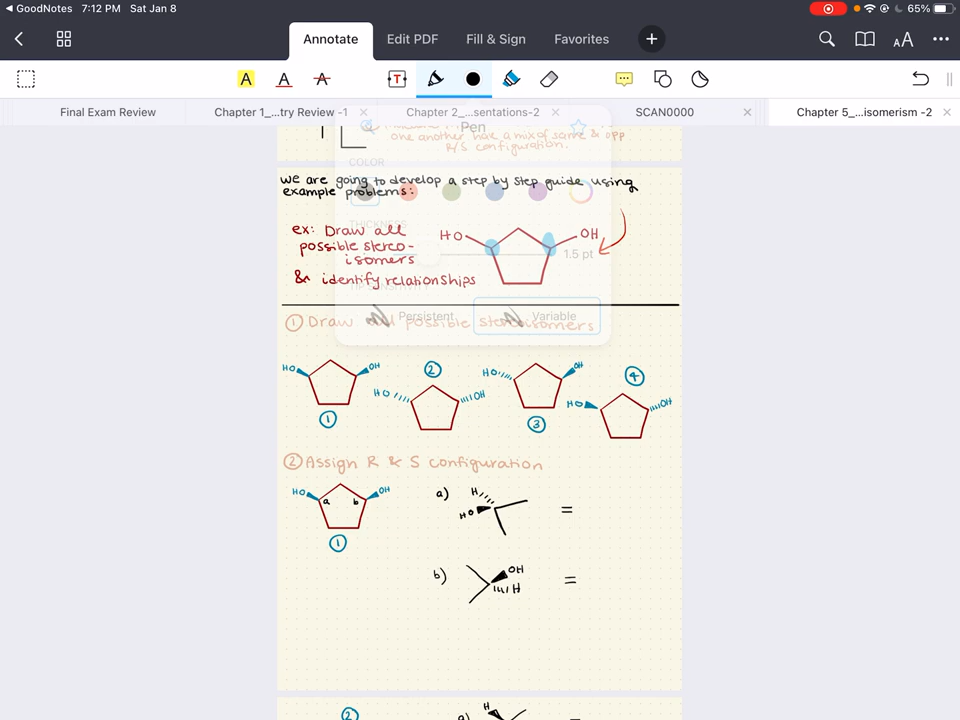 GoodNotes 7:12 PM Sat Jan 8 65%
Annotate Edit PDF Fill & Sign Favorites
A A A T
Final Exam Review Chapter 1_...try Review -1 Chapter 2_...sentations-2 SCAN0000 Chapter 5_...isomerism -2
Pen
one another have a mix of same & opp
R/S configuration.
COLOR
we are going to develop a step by step guide using
example problems:
THICKNESS
ex: Draw all
possible stereo-
isomers
& identify relationships
HO OH
1.5 pt
Persistent Variable
① Draw all possible stereoisomers
HO OH
①
②
HO OH
HO OH
③
④
HO OH
② Assign R & S configuration
HO OH
a b
①
a) H
HO
=
b) OH
H
=
②
a) H
=